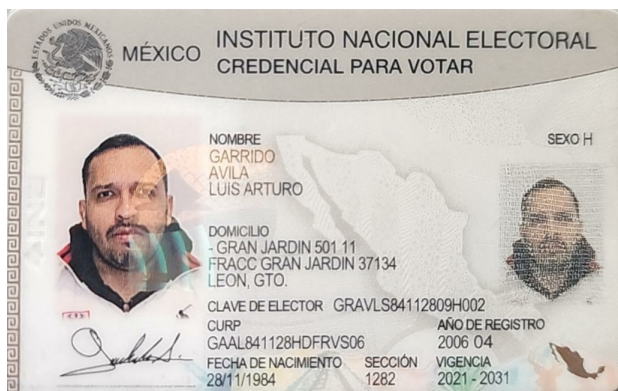 ESTADOS UNIDOS MEXICANOS
MÉXICO
INSTITUTO NACIONAL ELECTORAL
CREDENCIAL PARA VOTAR
NOMBRE
SEXO H
GARRIDO
AVILA
LUIS ARTURO
DOMICILIO
- GRAN JARDIN 501 11
FRACC GRAN JARDIN 37134
LEON, GTO.
CLAVE DE ELECTOR GRAVLS84112809H002
CURP
AÑO DE REGISTRO
GAAL841128HDFRVS06
2006 04
FECHA DE NACIMIENTO SECCIÓN VIGENCIA
28/11/1984 1282 2021 - 2031